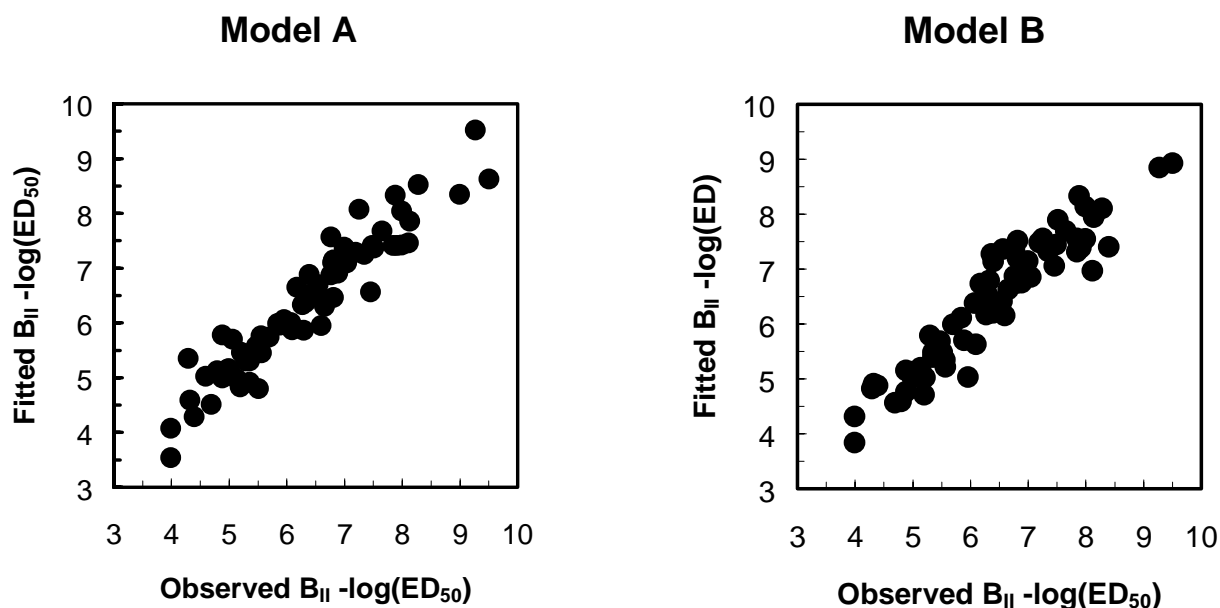 Model A
Fitted B_II -log(ED_50)
10
9
8
7
6
5
4
3
3 4 5 6 7 8 9 10
Observed B_II -log(ED_50)
Model B
Fitted B_II -log(ED)
10
9
8
7
6
5
4
3
3 4 5 6 7 8 9 10
Observed B_II -log(ED_50)